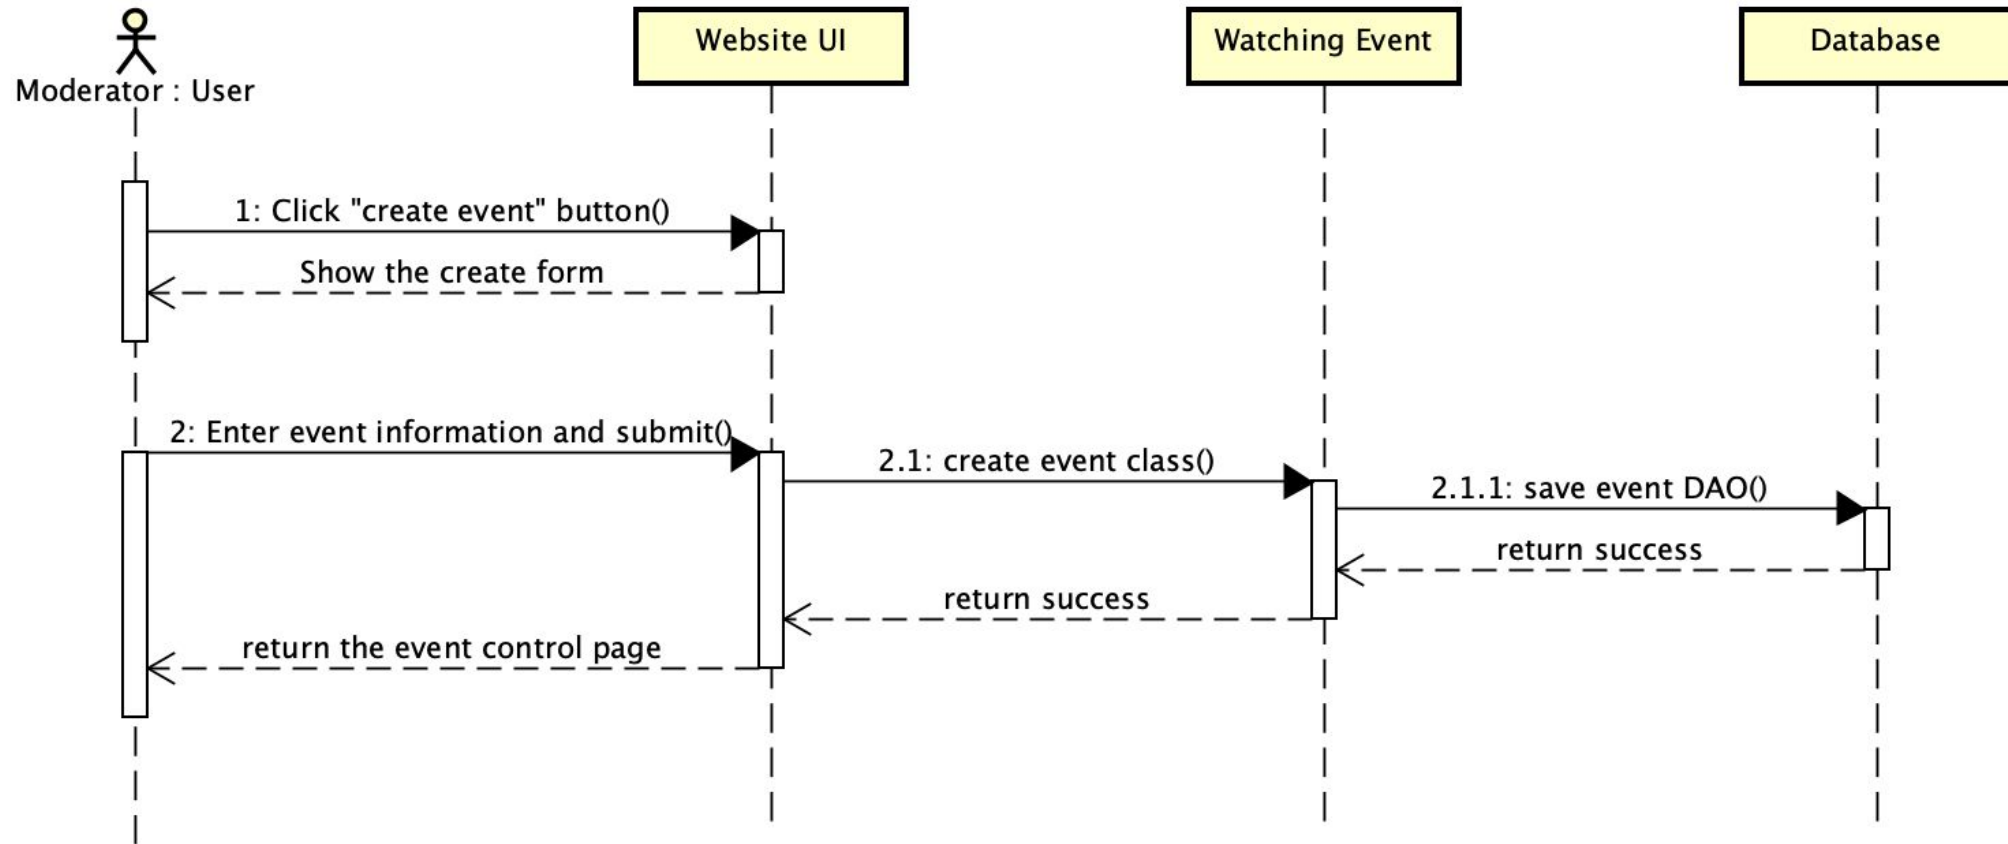 Moderator : User
Website UI
Watching Event
Database
1: Click "create event" button()
Show the create form
2: Enter event information and submit()
2.1: create event class()
2.1.1: save event DAO()
return success
return success
return the event control page